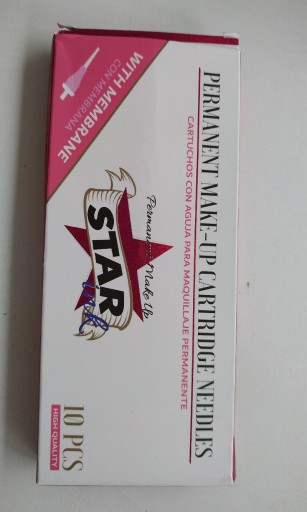 PERMANENT MAKE-UP CARTRIDGE NEEDLES
CARTUCHOS CON AGUJA PARA MAQUILLAJE PERMANENTE
WITH MEMBRANE
CON MEMBRANA
Permanent Make Up
STAR
ink
10 PCS
HIGH QUALITY